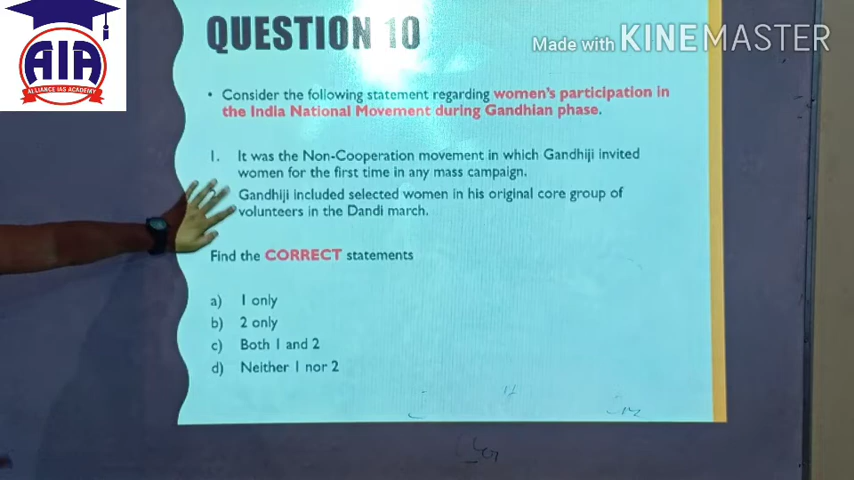 QUESTION 10
Made with KINEMASTER
AIA
ALLIANCE IAS ACADEMY
• Consider the following statement regarding women's participation in
the India National Movement during Gandhian phase.
1. It was the Non-Cooperation movement in which Gandhiji invited
women for the first time in any mass campaign.
Gandhiji included selected women in his original core group of
volunteers in the Dandi march.
Find the CORRECT statements
a) 1 only
b) 2 only
c) Both 1 and 2
d) Neither 1 nor 2